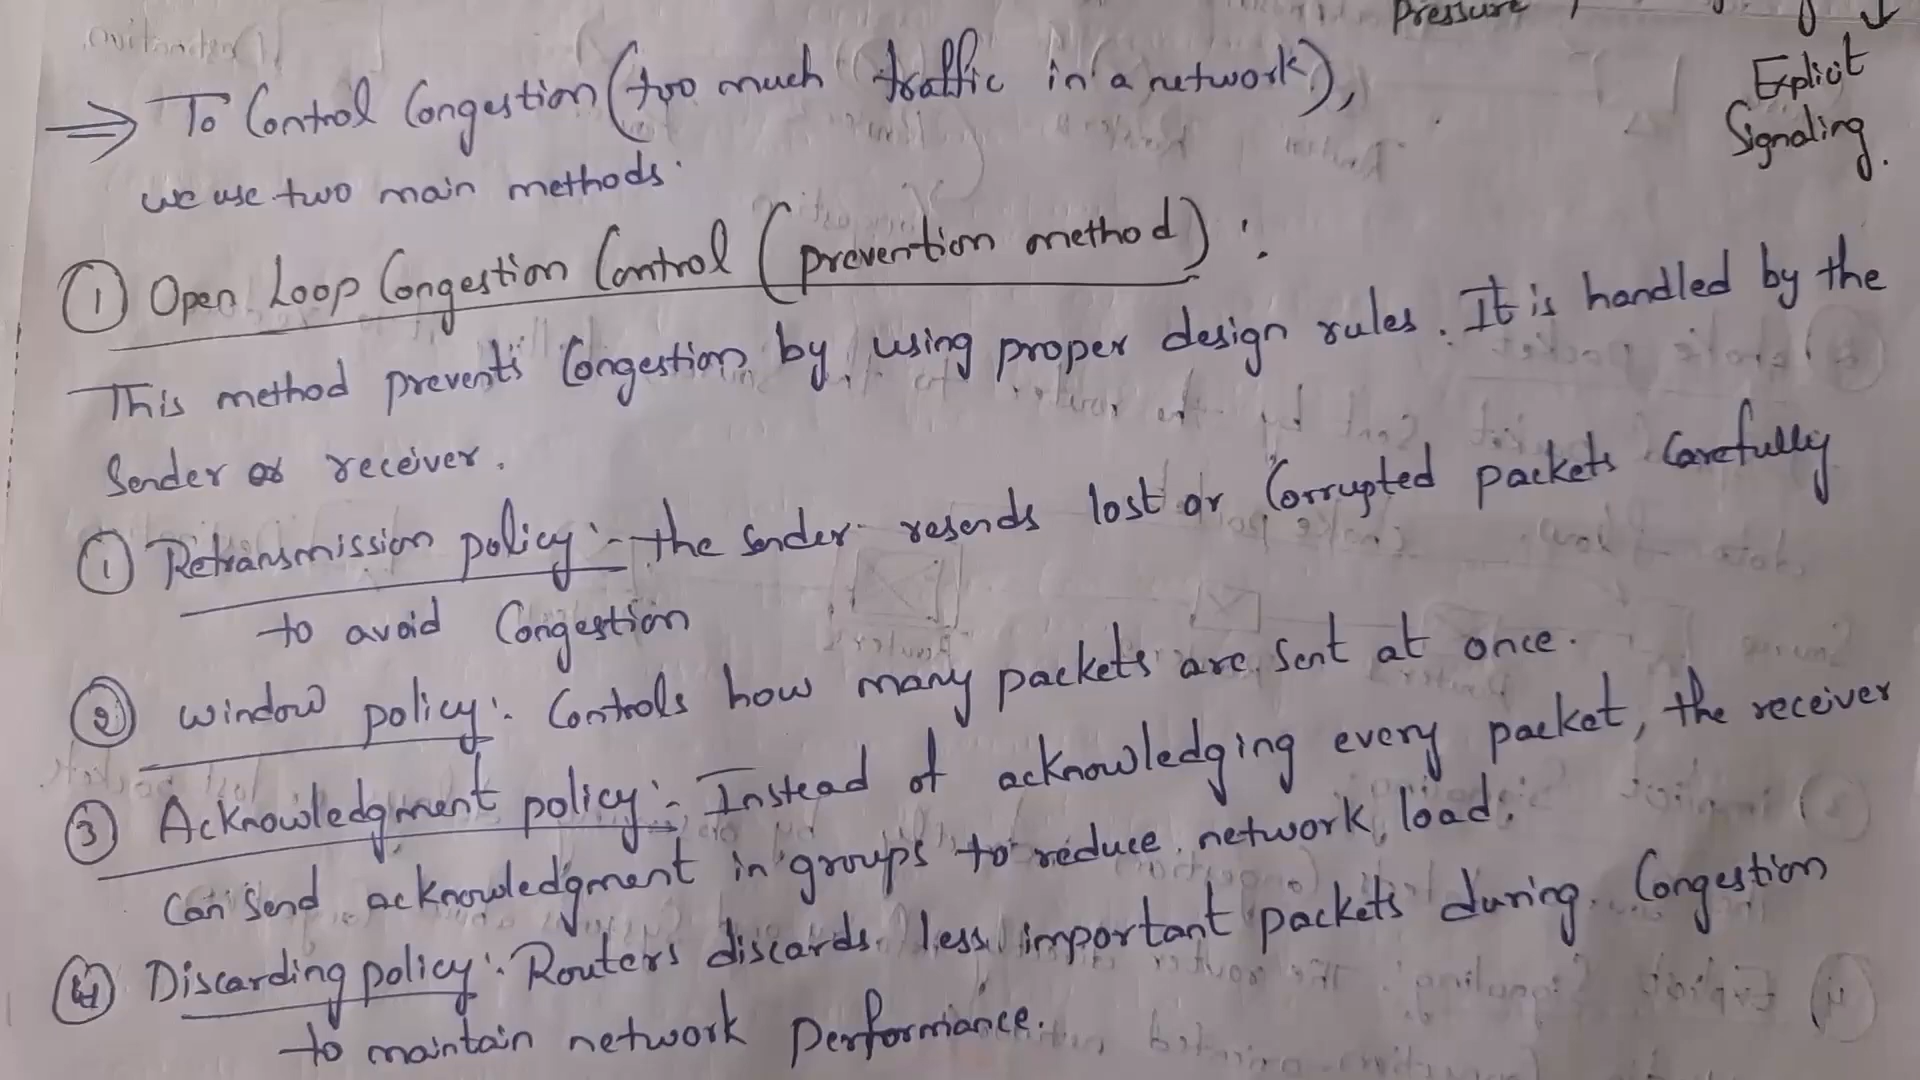 Pressure
Explicit
Signaling.
⇒ To Control Congestion (too much traffic in a network),
we use two main methods.
① Open Loop Congestion Control (prevention method) :
This method prevents Congestion by using proper design rules. It is handled by the
Sender or receiver.
① Retransmission policy :- the sender resends lost or Corrupted packets Carefully
to avoid Congestion
② window policy :- Controls how many packets are sent at once.
③ Acknowledgment policy :- Instead of acknowledging every packet, the receiver
Can Send acknowledgment in groups to reduce network load.
④ Discarding policy :- Routers discards less important packets during Congestion
to maintain network performance.